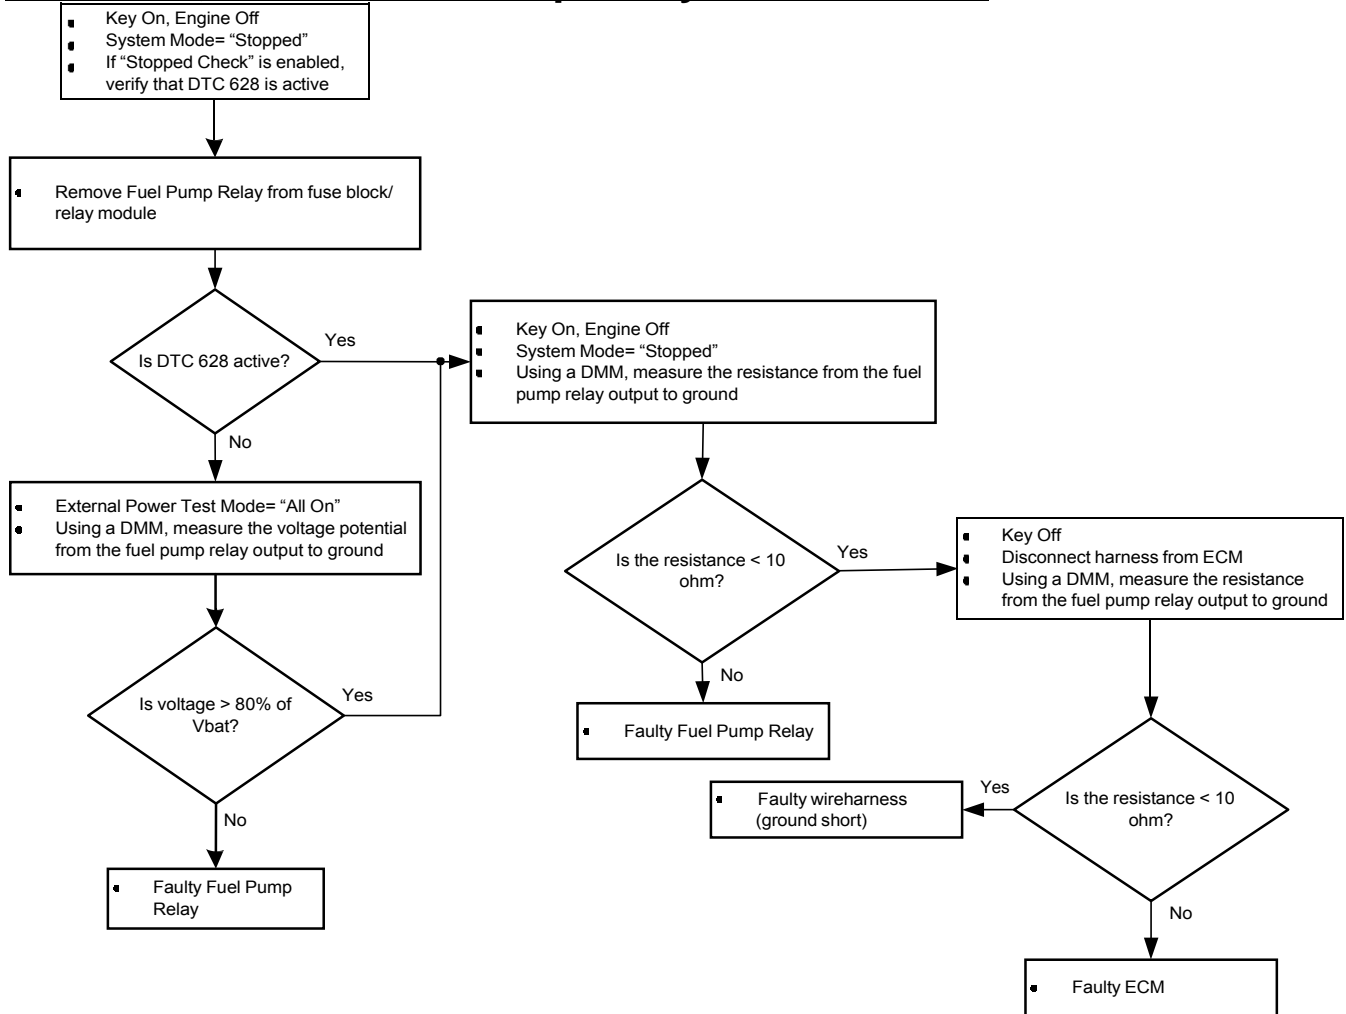 Key On, Engine Off
System Mode= “Stopped”
If “Stopped Check” is enabled,
verify that DTC 628 is active
Remove Fuel Pump Relay from fuse block/
relay module
Is DTC 628 active?
Yes
No
External Power Test Mode= “All On”
Using a DMM, measure the voltage potential
from the fuel pump relay output to ground
Is voltage > 80% of
Vbat?
Yes
No
Faulty Fuel Pump
Relay
Key On, Engine Off
System Mode= “Stopped”
Using a DMM, measure the resistance from the fuel
pump relay output to ground
Is the resistance < 10
ohm?
Yes
No
Faulty Fuel Pump Relay
Key Off
Disconnect harness from ECM
Using a DMM, measure the resistance
from the fuel pump relay output to ground
Is the resistance < 10
ohm?
Yes
Faulty wireharness
(ground short)
No
Faulty ECM